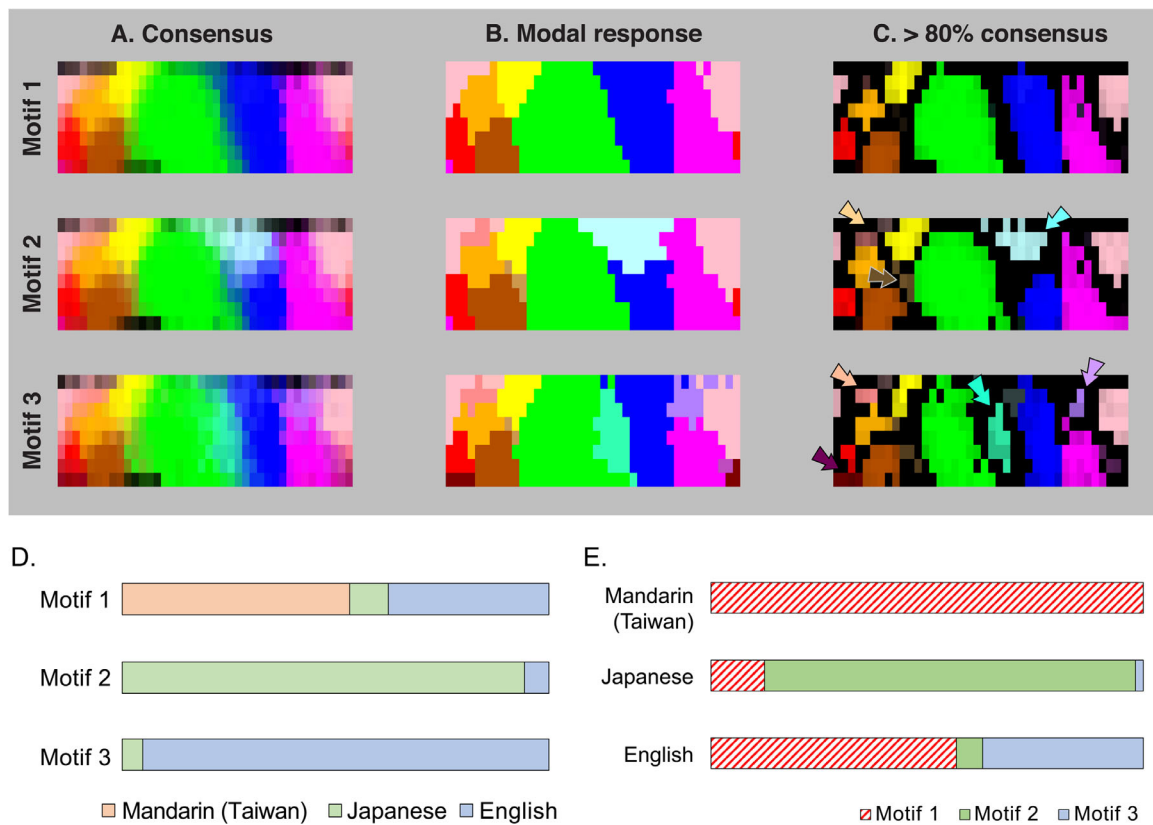 A. Consensus
B. Modal response
C. > 80% consensus
Motif 1
Motif 2
Motif 3
D.
Motif 1
Motif 2
Motif 3
Mandarin (Taiwan)
Japanese
English
E.
Mandarin
(Taiwan)
Japanese
English
Motif 1
Motif 2
Motif 3